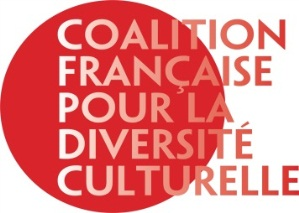 COALITION
FRANÇAISE
POUR LA
DIVERSITÉ
CULTURELLE